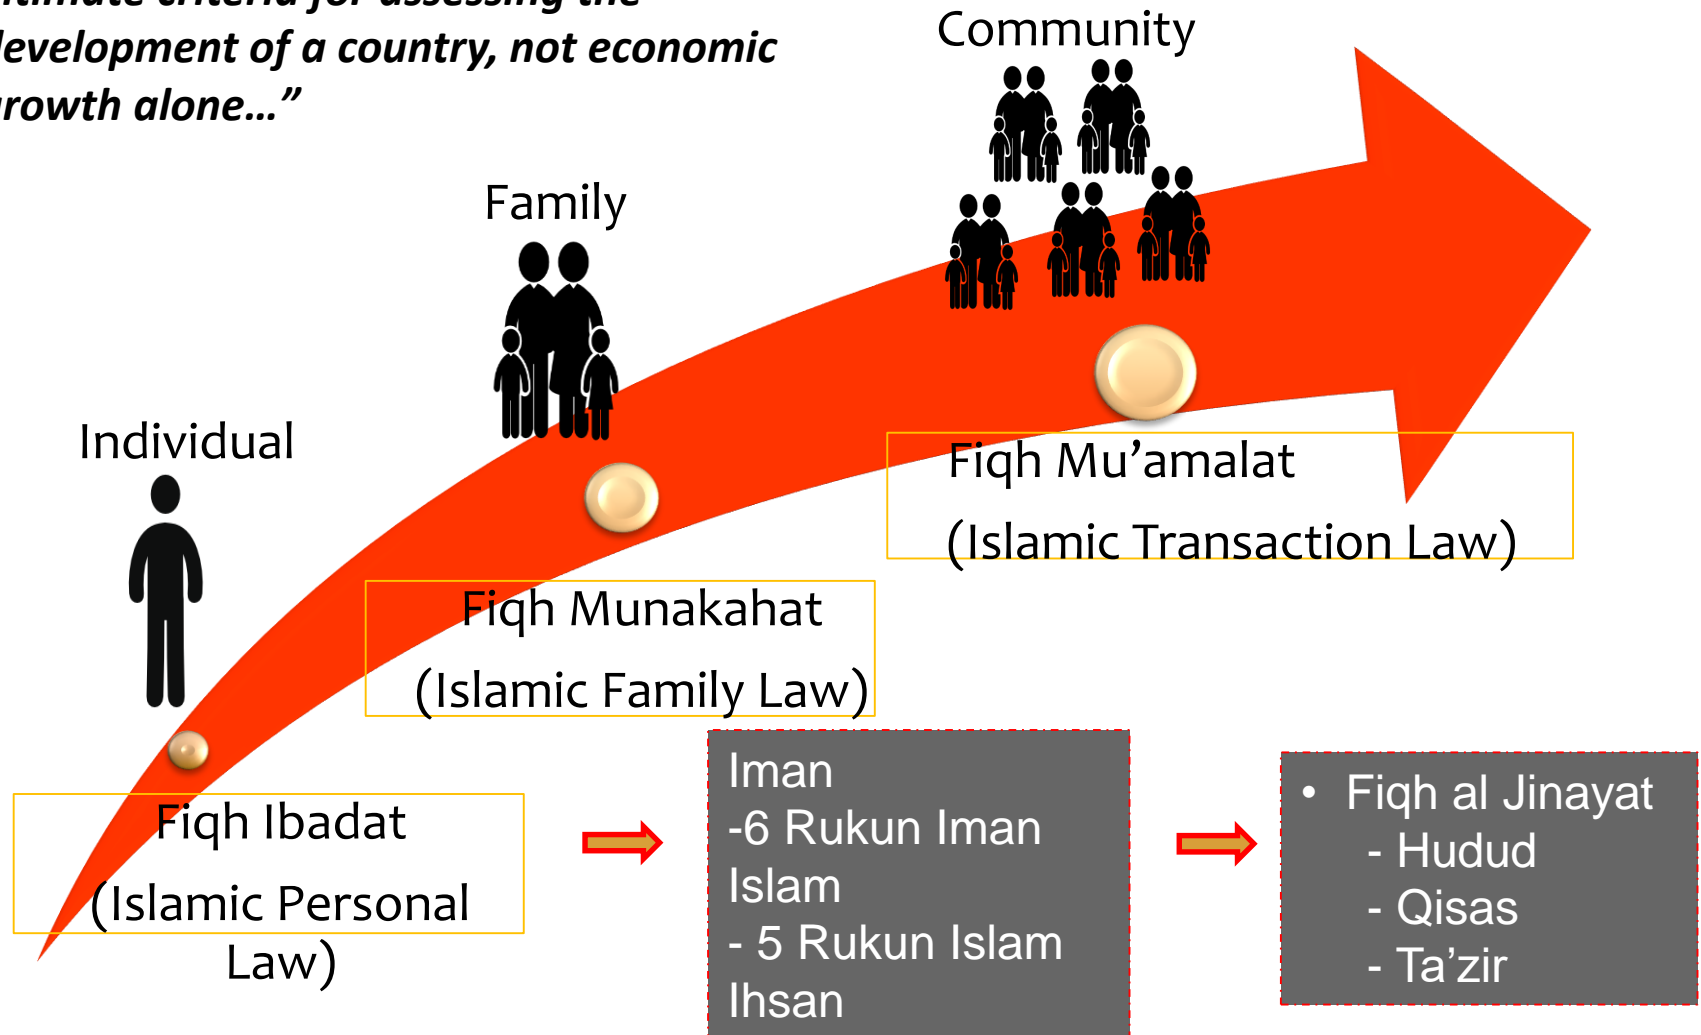 development of a country, not economic
growth alone…”
Community
Family
Individual
Fiqh Mu’amalat
(Islamic Transaction Law)
Fiqh Munakahat
(Islamic Family Law)
Fiqh Ibadat
(Islamic Personal
Law)
Iman
-6 Rukun Iman
Islam
- 5 Rukun Islam
Ihsan
• Fiqh al Jinayat
- Hudud
- Qisas
- Ta’zir